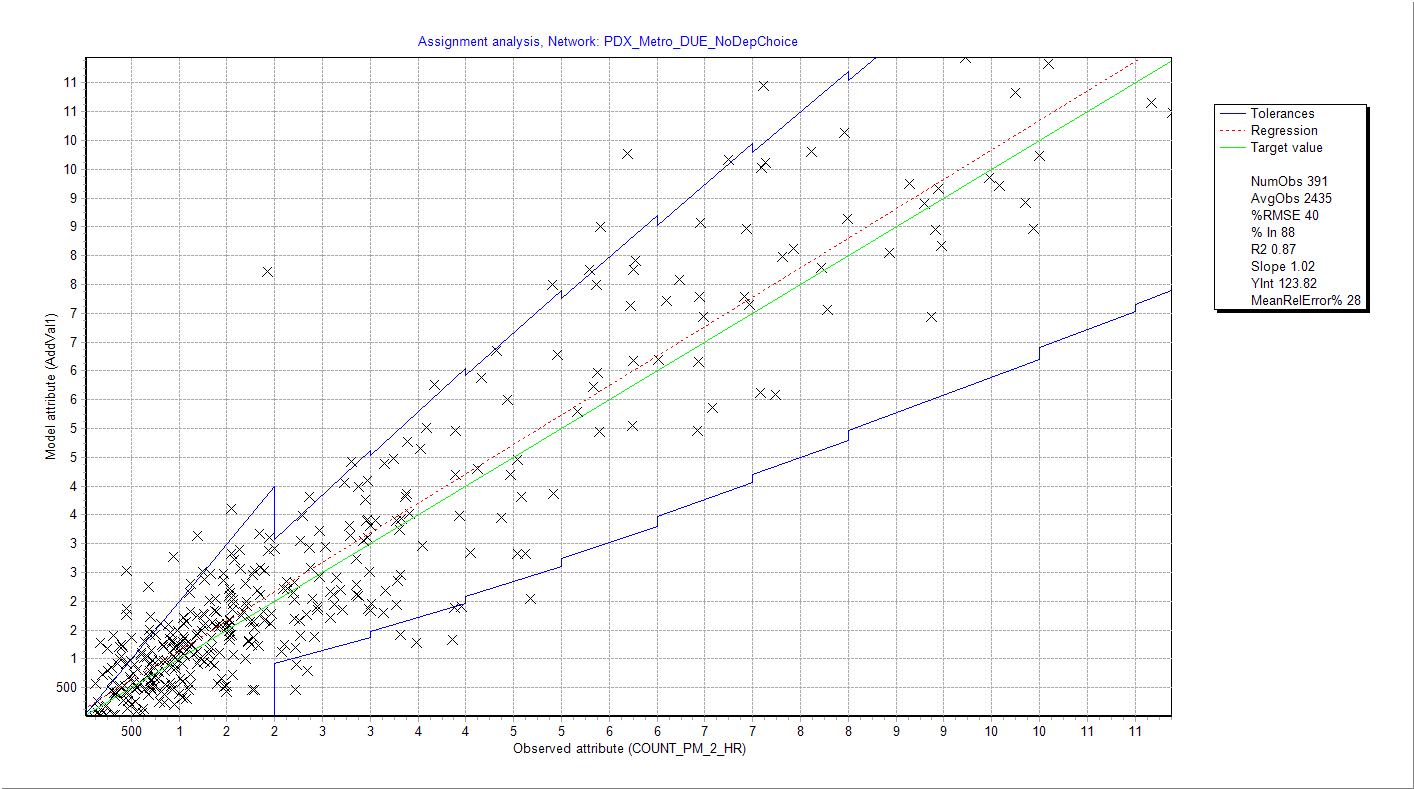 Assignment analysis, Network: PDX_Metro_DUE_NoDepChoice
11
11
10
10
9
9
8
8
7
7
6
6
5
5
4
4
3
3
2
2
1
500
Model attribute (AddVal1)
500 1 2 2 3 3 4 4 5 5 6 6 7 7 8 8 9 9 10 10 11 11
Observed attribute (COUNT_PM_2_HR)
Tolerances
Regression
Target value
NumObs 391
AvgObs 2435
%RMSE 40
% In 88
R2 0.87
Slope 1.02
YInt 123.82
MeanRelError% 28